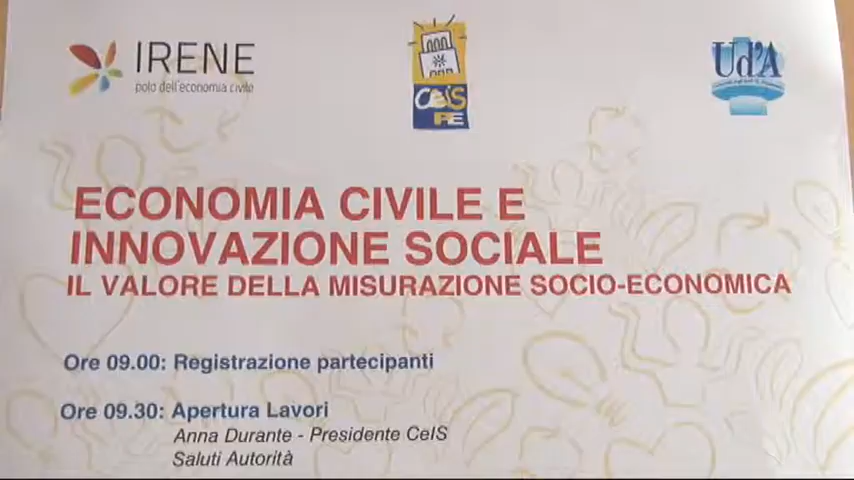 IRENE
polo dell'economia civile
CeIS
PE
Ud'A
ECONOMIA CIVILE E
INNOVAZIONE SOCIALE
IL VALORE DELLA MISURAZIONE SOCIO-ECONOMICA
Ore 09.00: Registrazione partecipanti
Ore 09.30: Apertura Lavori
Anna Durante - Presidente CeIS
Saluti Autorità